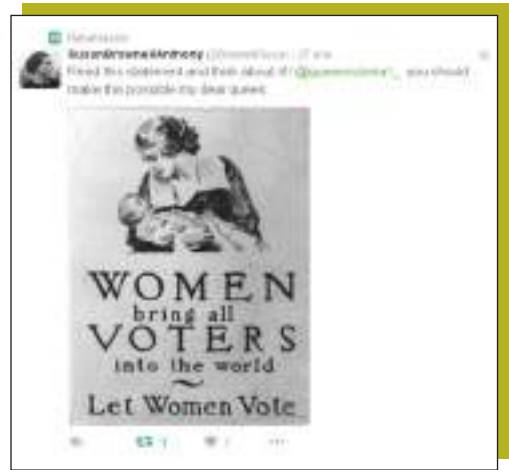 SusanBrownellAnthony
Read this statement and think about it! you should
make this possible my dear queen
WOMEN
bring all
VOTERS
into the world
Let Women Vote